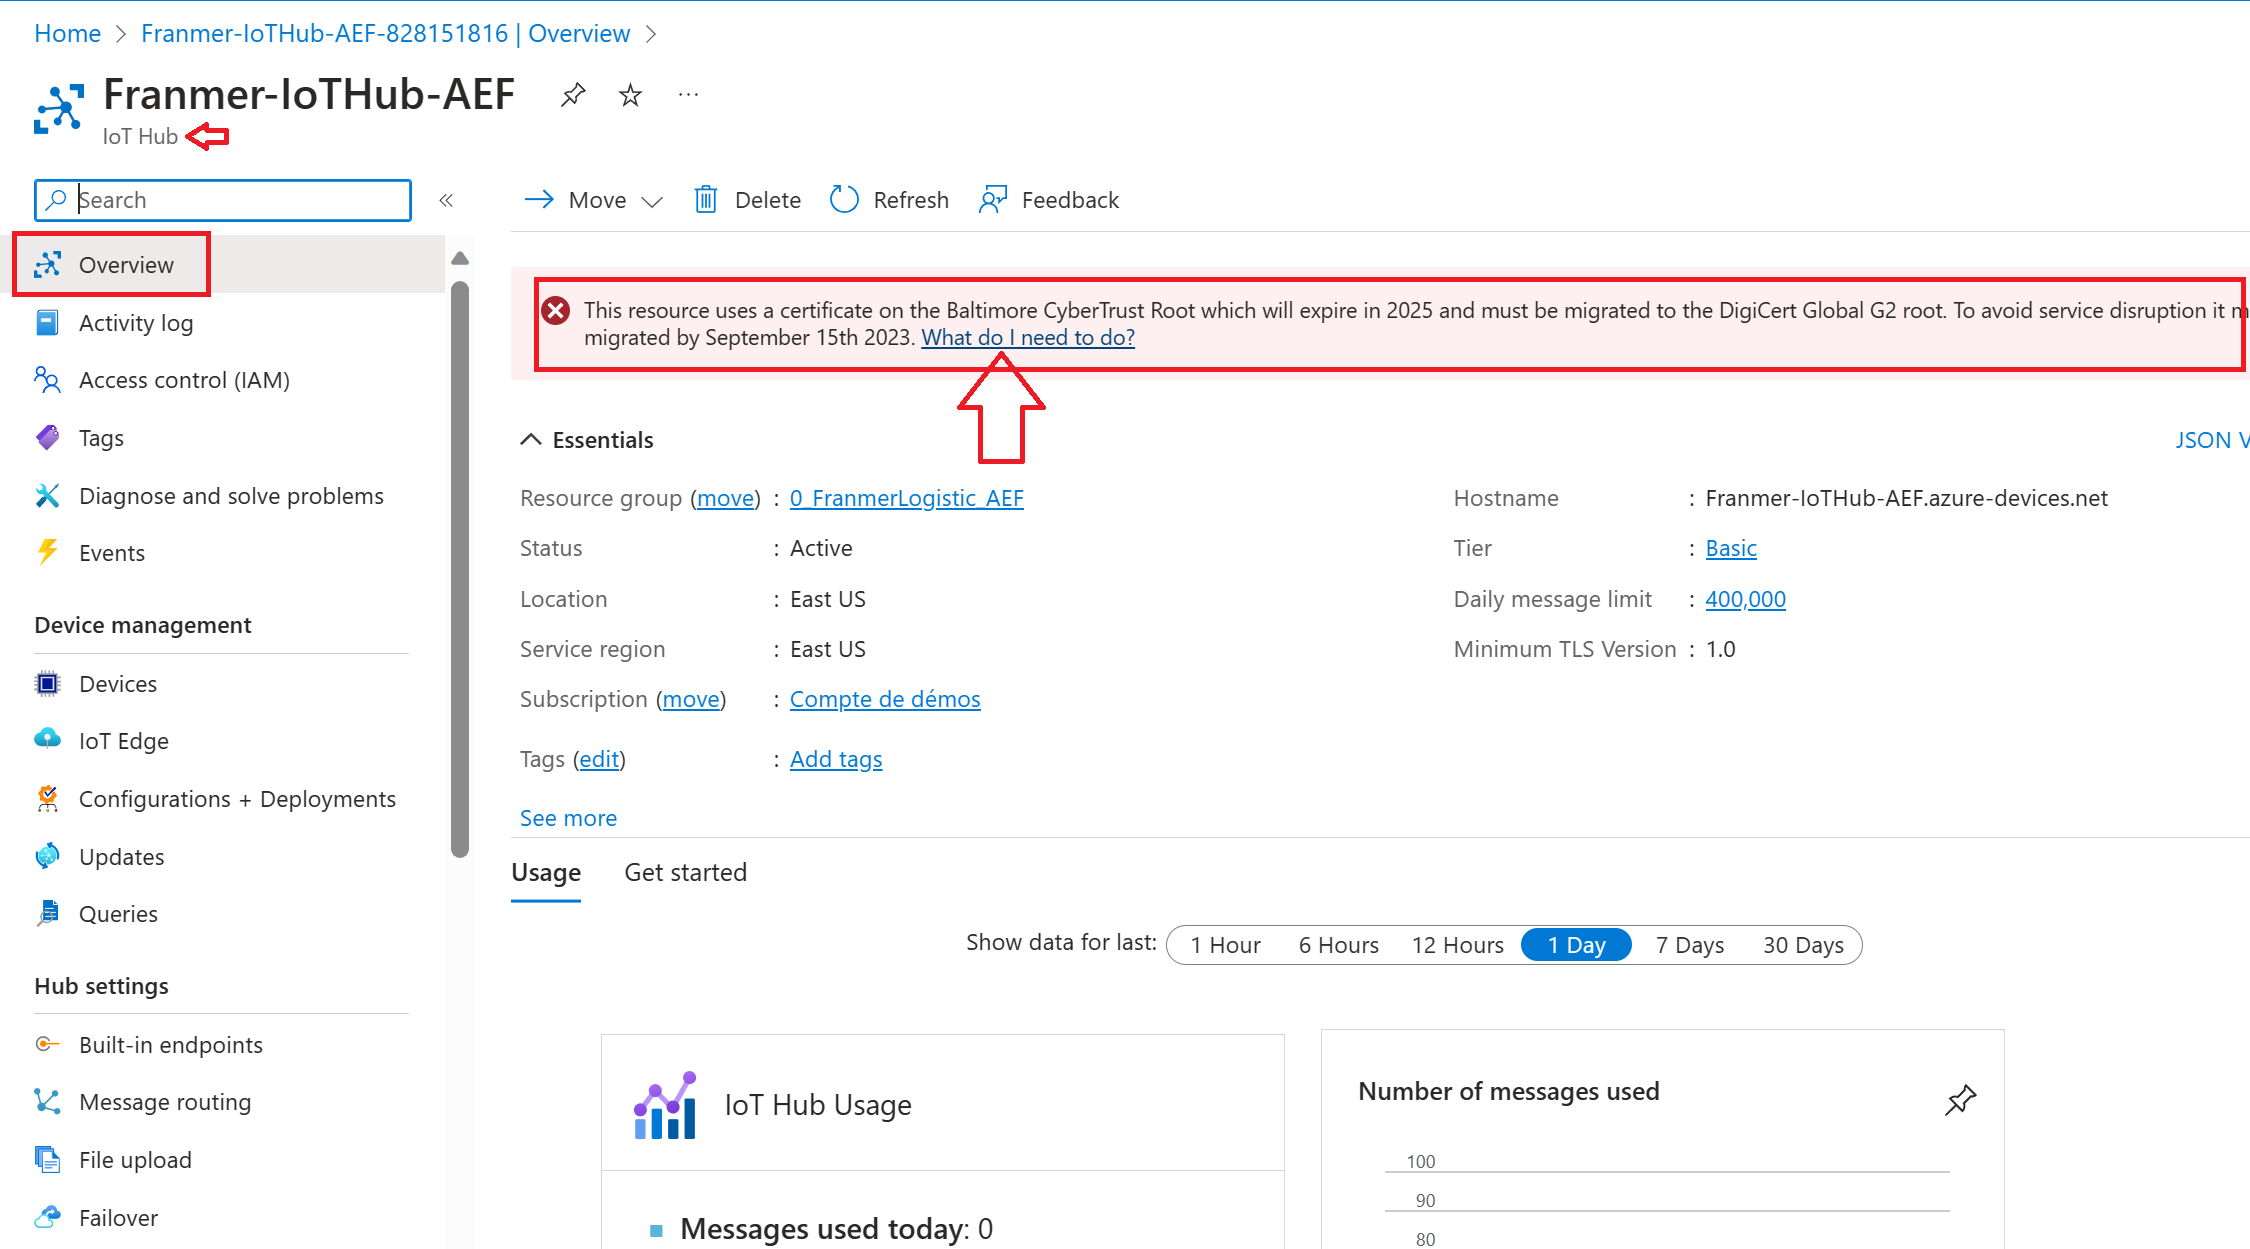 Home > Franmer-IoTHub-AEF-828151816 | Overview >
Franmer-IoTHub-AEF
IoT Hub
Search
«
Move
Delete
Refresh
Feedback
Overview
Activity log
Access control (IAM)
Tags
Diagnose and solve problems
Events
Device management
Devices
IoT Edge
Configurations + Deployments
Updates
Queries
Hub settings
Built-in endpoints
Message routing
File upload
Failover
This resource uses a certificate on the Baltimore CyberTrust Root which will expire in 2025 and must be migrated to the DigiCert Global G2 root. To avoid service disruption it
migrated by September 15th 2023. What do I need to do?
Essentials
JSON
Resource group (move) : 0_FranmerLogistic_AEF
Status : Active
Location : East US
Service region : East US
Subscription (move) : Compte de démos
Tags (edit) : Add tags
See more
Hostname : Franmer-IoTHub-AEF.azure-devices.net
Tier : Basic
Daily message limit : 400,000
Minimum TLS Version : 1.0
Usage Get started
Show data for last: 1 Hour 6 Hours 12 Hours 1 Day 7 Days 30 Days
IoT Hub Usage
Messages used today: 0
Number of messages used
100
90
80